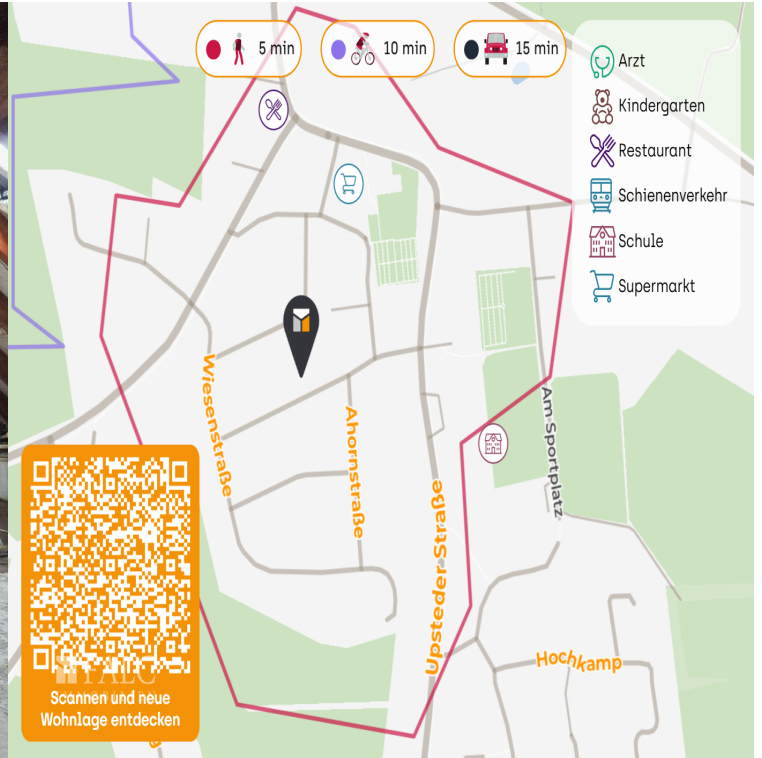 5 min
10 min
15 min
Arzt
Kindergarten
Restaurant
Schienenverkehr
Schule
Supermarkt
Wiesenstraße
Ahornstraße
Upsteder Straße
Am Sportplatz
Hochkamp
Scannen und neue
Wohnlage entdecken